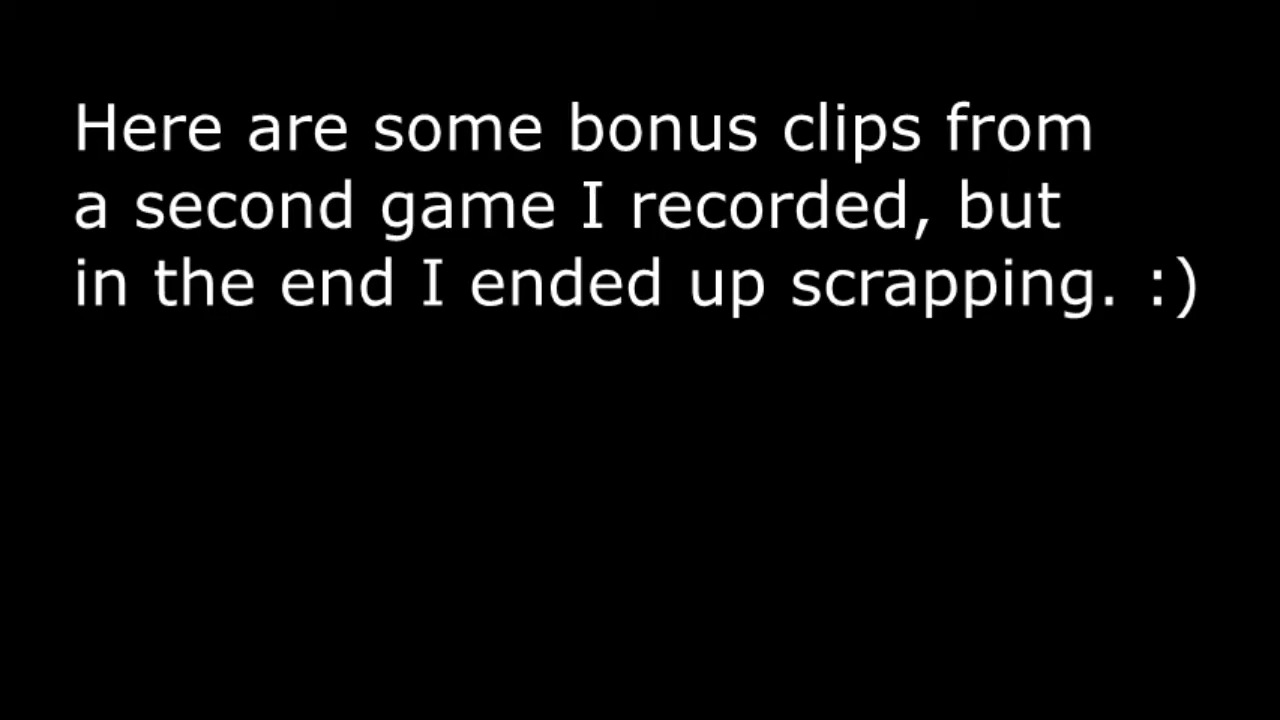 Here are some bonus clips from
a second game I recorded, but
in the end I ended up scrapping. :)